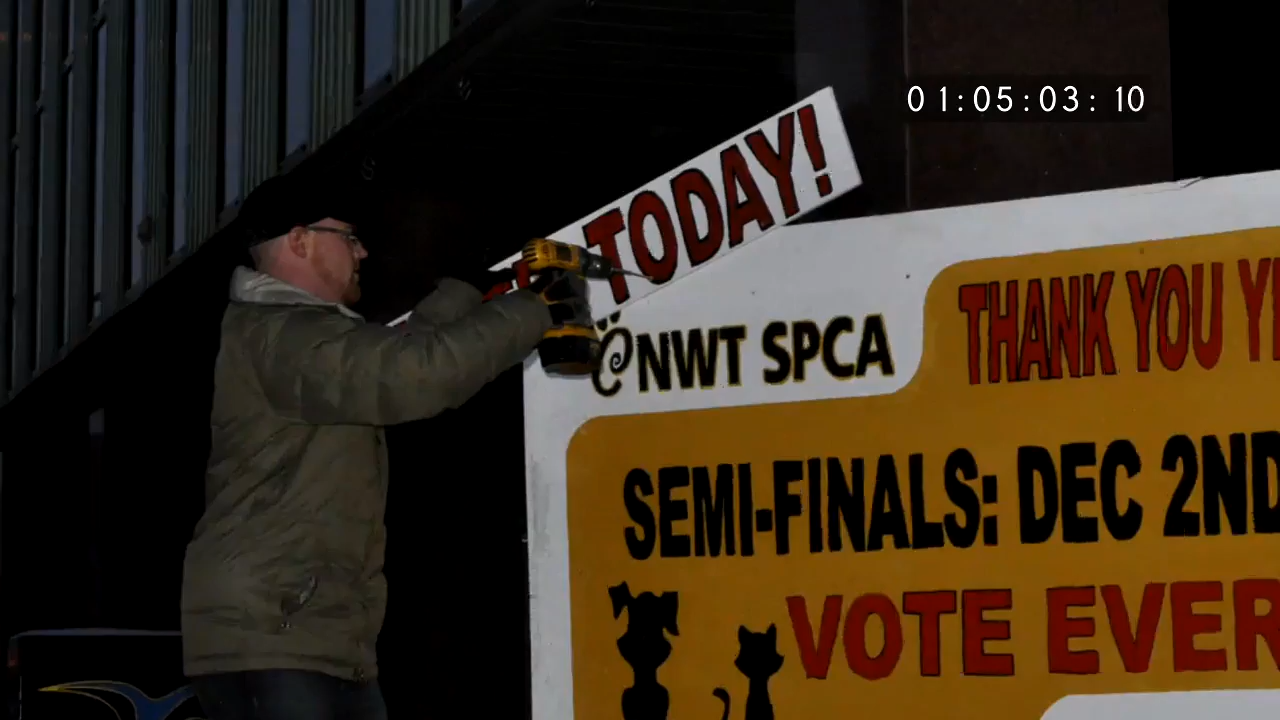 01:05:03:10
TODAY!
NWT SPCA
THANK YOU
SEMI-FINALS: DEC 2ND
VOTE EVER